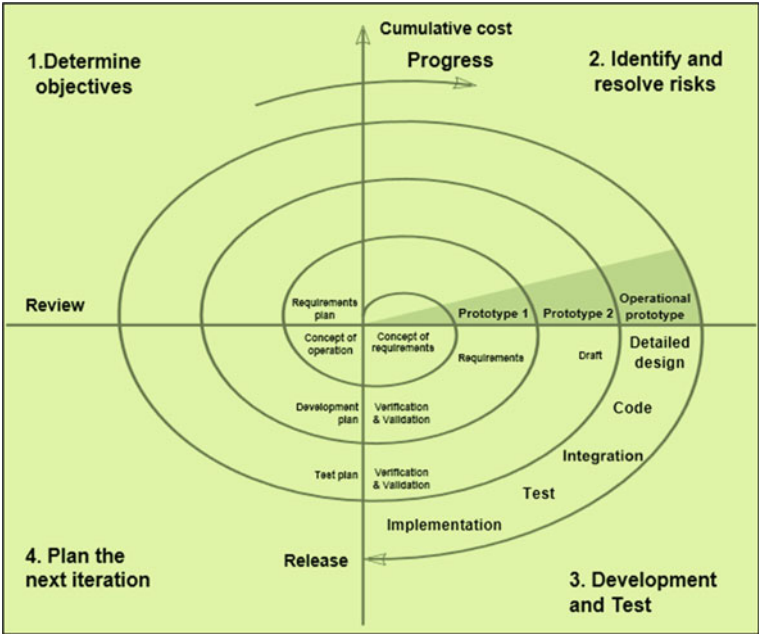 Cumulative cost
Progress
1.Determine
objectives
2. Identify and
resolve risks
Review
Requirements
plan
Prototype 1
Prototype 2
Operational
prototype
Concept of
operation
Concept of
requirements
Requirements
Draft
Detailed
design
Development
plan
Verification
& Validation
Code
Test plan
Verification
& Validation
Integration
Test
Implementation
Release
4. Plan the
next iteration
3. Development
and Test